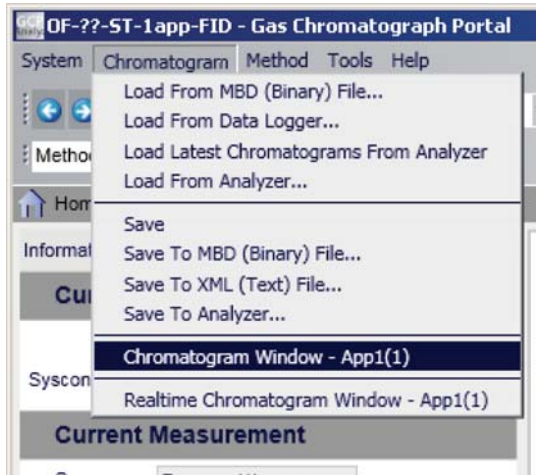 OF-??-ST-1app-FID - Gas Chromatograph Portal
System Chromatogram Method Tools Help
Load From MBD (Binary) File...
Load From Data Logger...
Load Latest Chromatograms From Analyzer
Load From Analyzer...
Save
Save To MBD (Binary) File...
Save To XML (Text) File...
Save To Analyzer...
Chromatogram Window - App1(1)
Realtime Chromatogram Window - App1(1)
Current Measurement